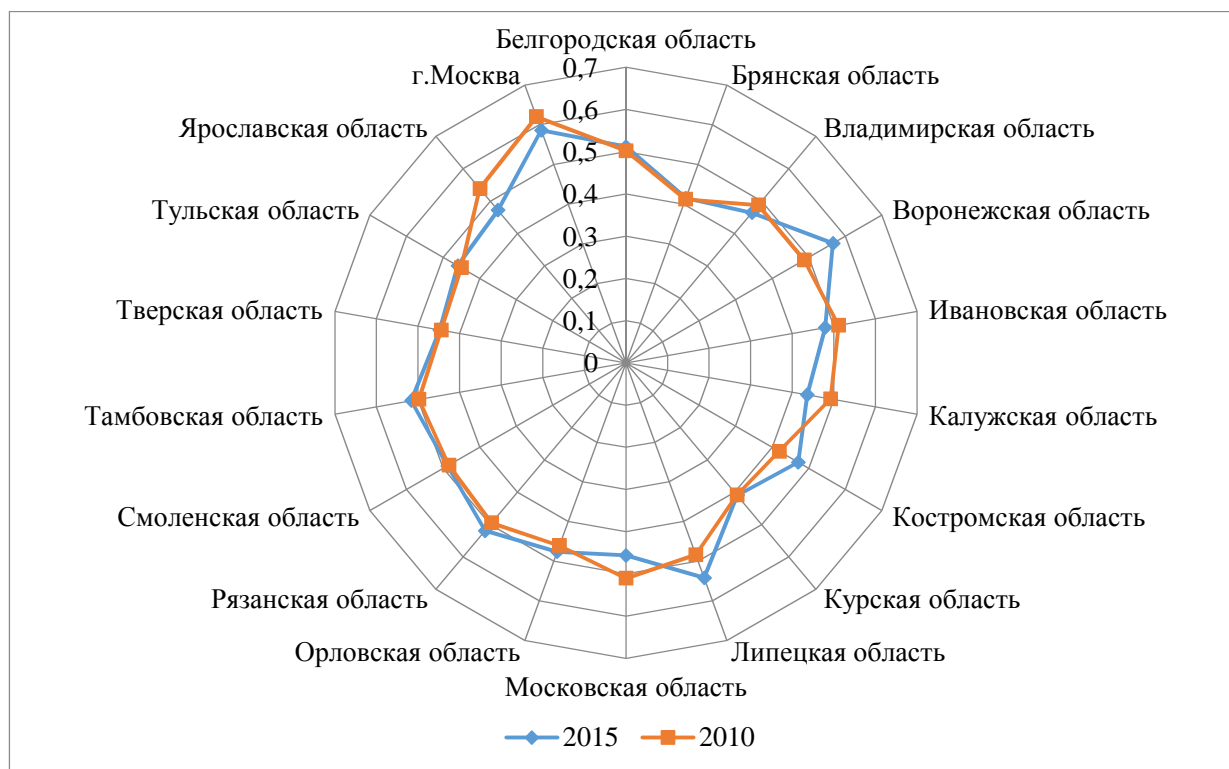 Белгородская область
Брянская область
Владимирская область
Воронежская область
Ивановская область
Калужская область
Костромская область
Курская область
Липецкая область
Московская область
Орловская область
Рязанская область
Смоленская область
Тамбовская область
Тверская область
Тульская область
Ярославская область
г.Москва
0,7
0,6
0,5
0,4
0,3
0,2
0,1
0
2015 2010